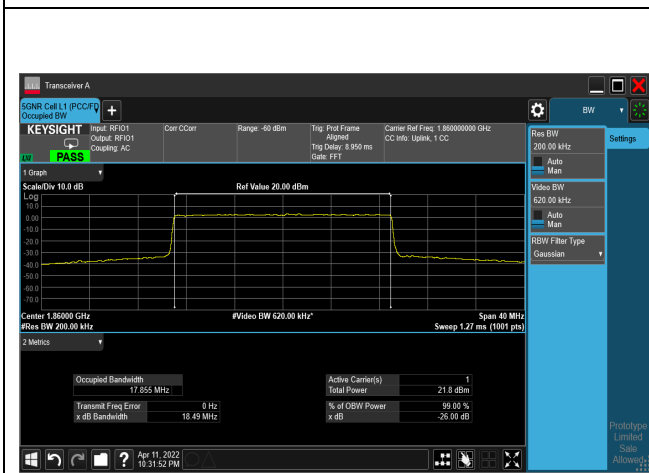 Transceiver A
5GNR Cell L1 (PCC/FD
Occupied BW
+
BW
KEYSIGHT
LXI
PASS
Input: RFIO1
Output: RFIO1
Coupling: AC
Corr CCorr
Range: -60 dBm
Trig: Prot Frame
Aligned
Trig Delay: 8.950 ms
Gate: FFT
Carrier Ref Freq: 1.860000000 GHz
CC Info: Uplink, 1 CC
Res BW
200.00 kHz
Auto
Man
Settings
Video BW
620.00 kHz
Auto
Man
RBW Filter Type
Gaussian
1 Graph
Scale/Div 10.0 dB
Ref Value 20.00 dBm
Log
10.0
0.00
-10.0
-20.0
-30.0
-40.0
-50.0
-60.0
-70.0
Center 1.86000 GHz
#Video BW 620.00 kHz*
Span 40 MHz
#Res BW 200.00 kHz
Sweep 1.27 ms (1001 pts)
2 Metrics
Occupied Bandwidth
17.855 MHz
Active Carrier(s) 1
Total Power 21.8 dBm
Transmit Freq Error 0 Hz
x dB Bandwidth 18.49 MHz
% of OBW Power 99.00 %
x dB -26.00 dB
Prototype
Limited
Sale
Allowed
?
Apr 11, 2022
10:31:52 PM